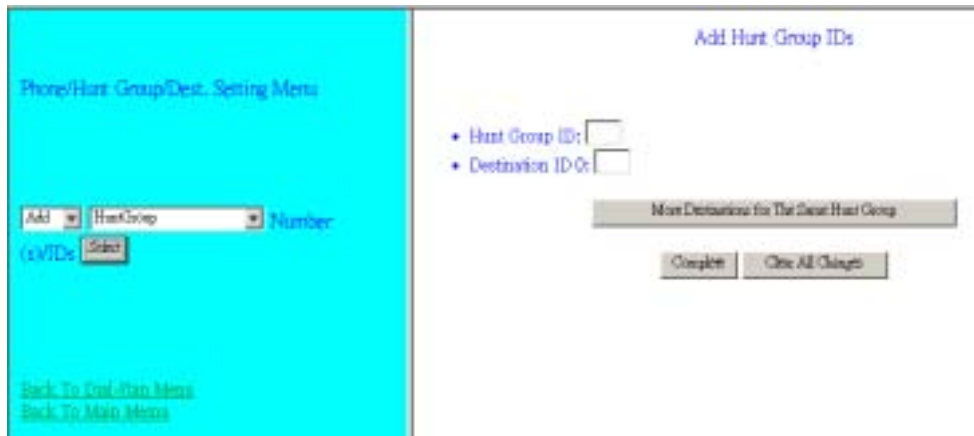 Phone/Hunt Group/Dest. Setting Menu
Add HuntGroup Number
(s)/IDs Select
Back To Dial-Plan Menu
Back To Main Menu
Add Hunt Group IDs
• Hunt Group ID:
• Destination ID 0:
More Destinations for The Same Hunt Group
Complete Clear All Changes